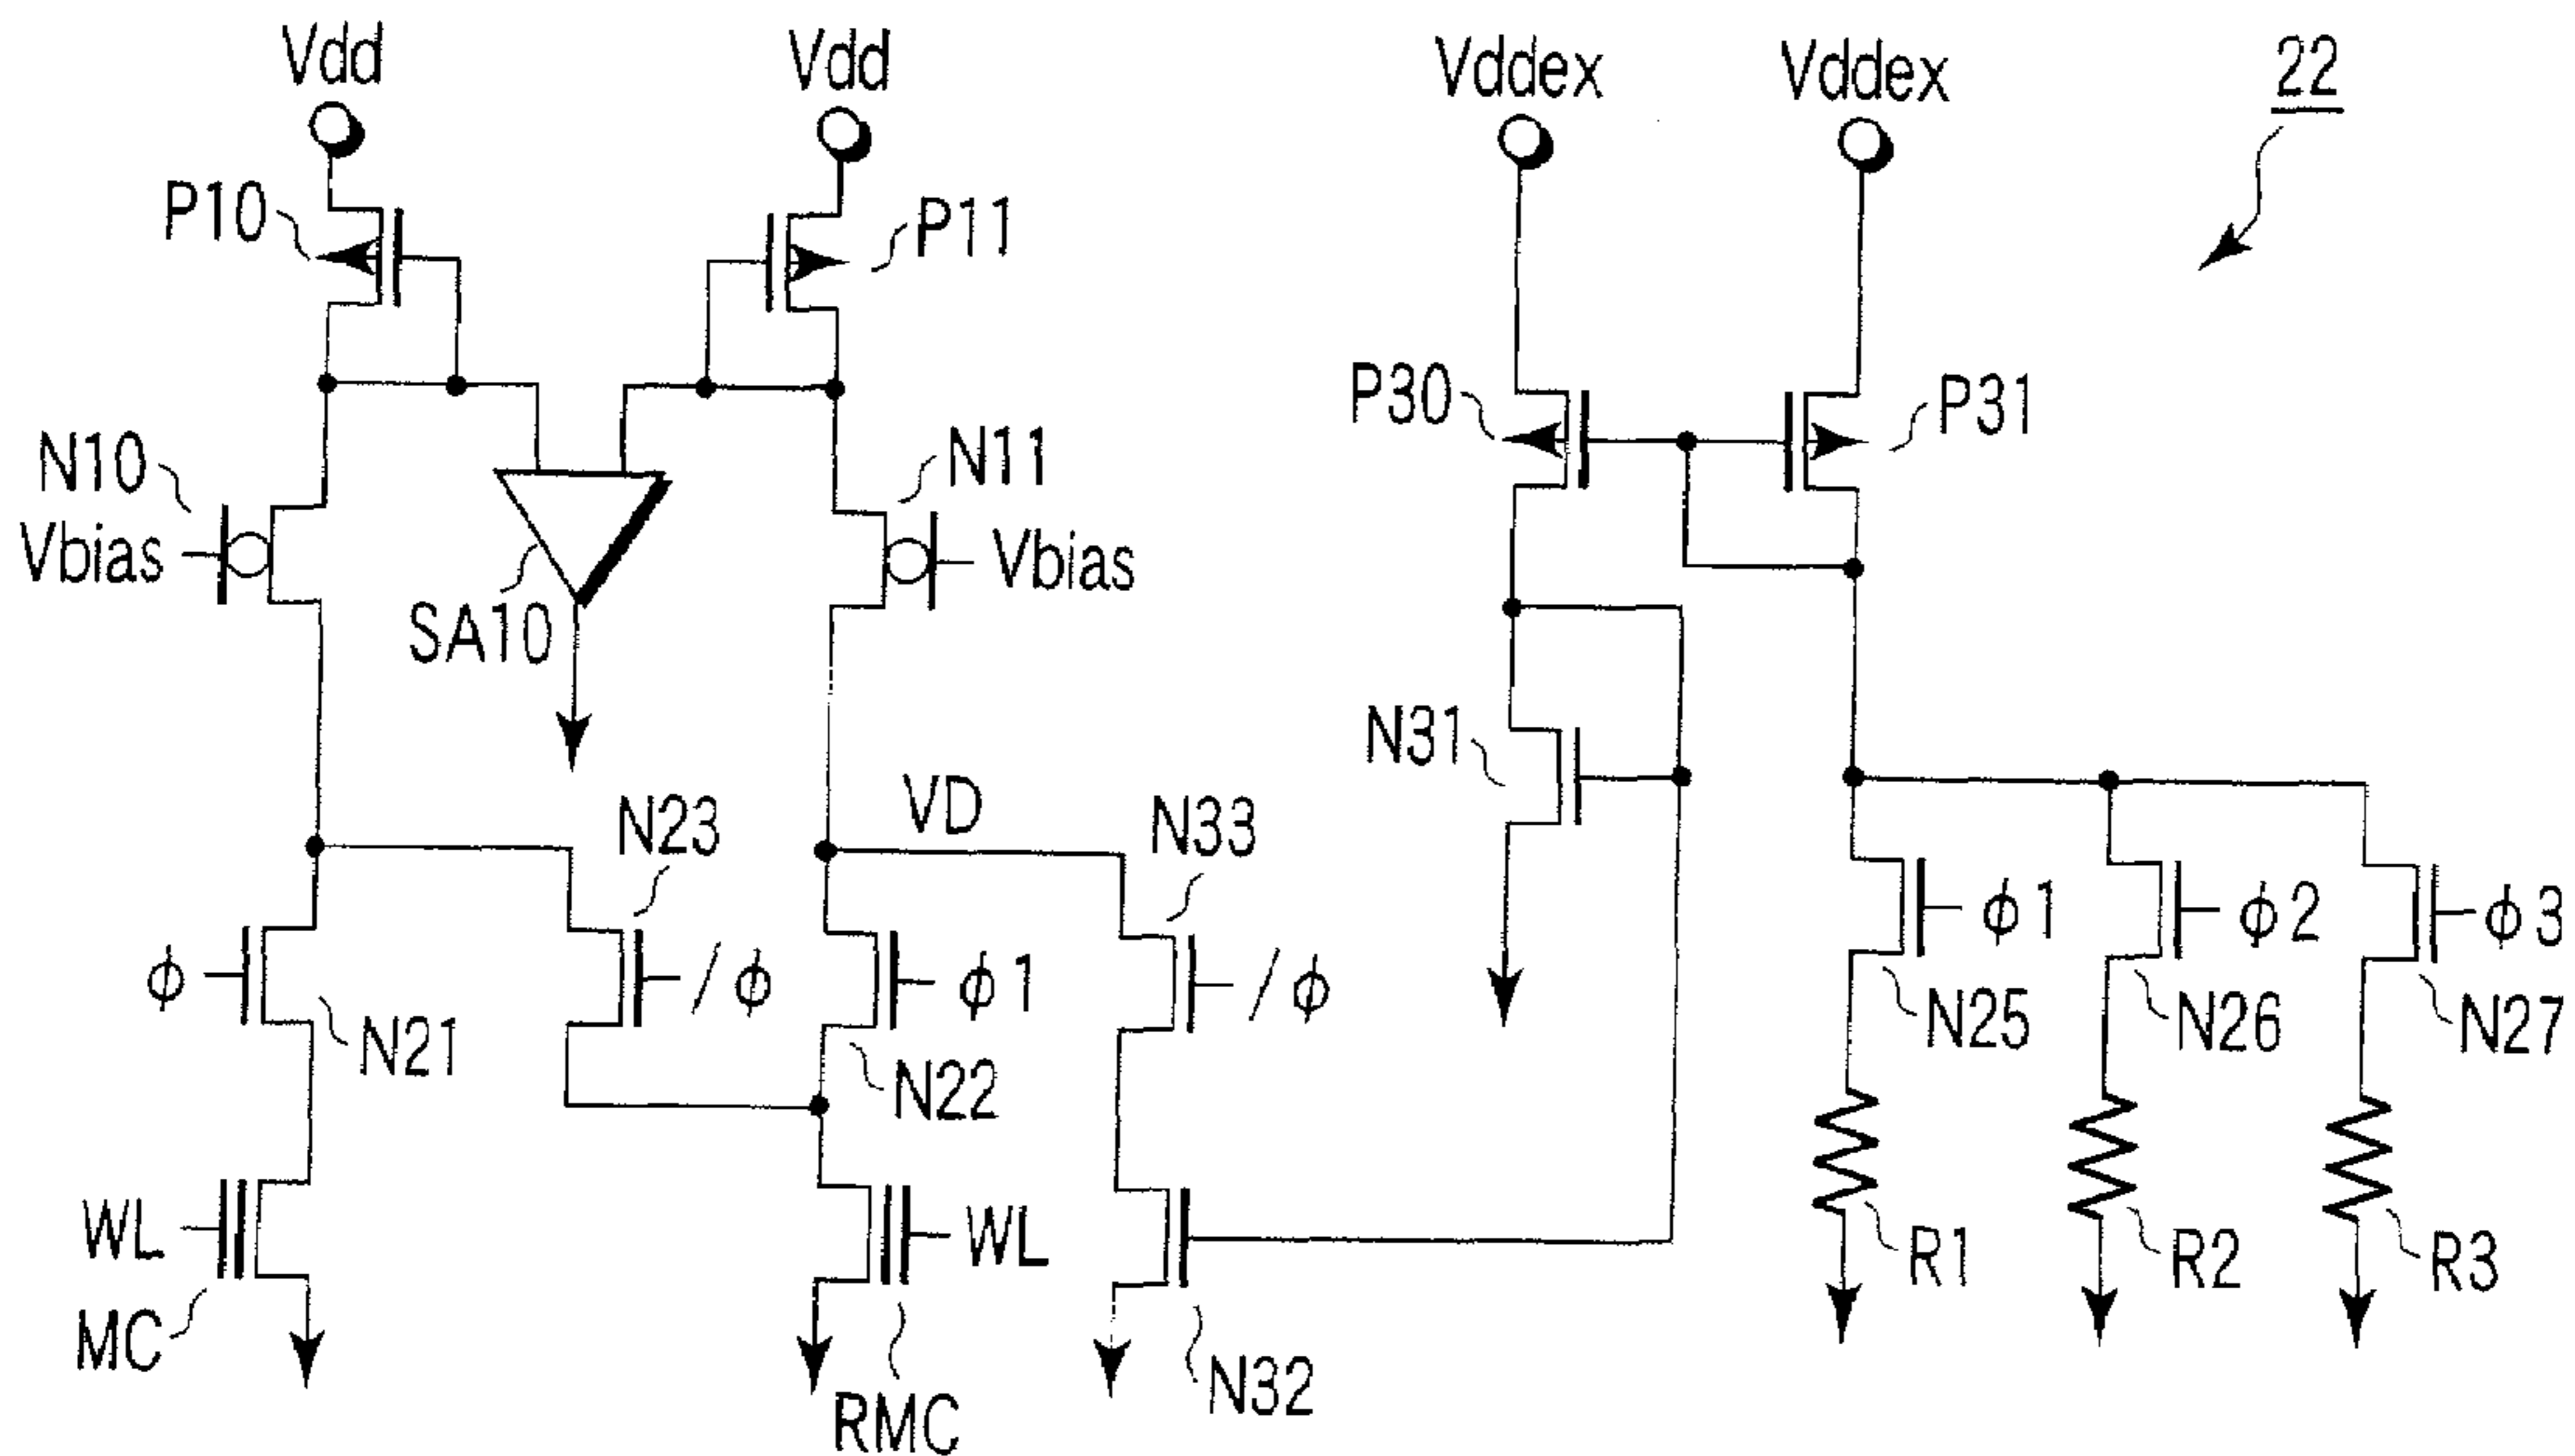 Vdd Vdd Vddex Vddex 22
P10 P11
P30 P31
N10 N11
Vbias Vbias
SA10
N31
VD
N23 N33
ϕ /ϕ ϕ1 /ϕ ϕ1 ϕ2 ϕ3
N21 N22 N25 N26 N27
WL WL
R1 R2 R3
MC RMC N32